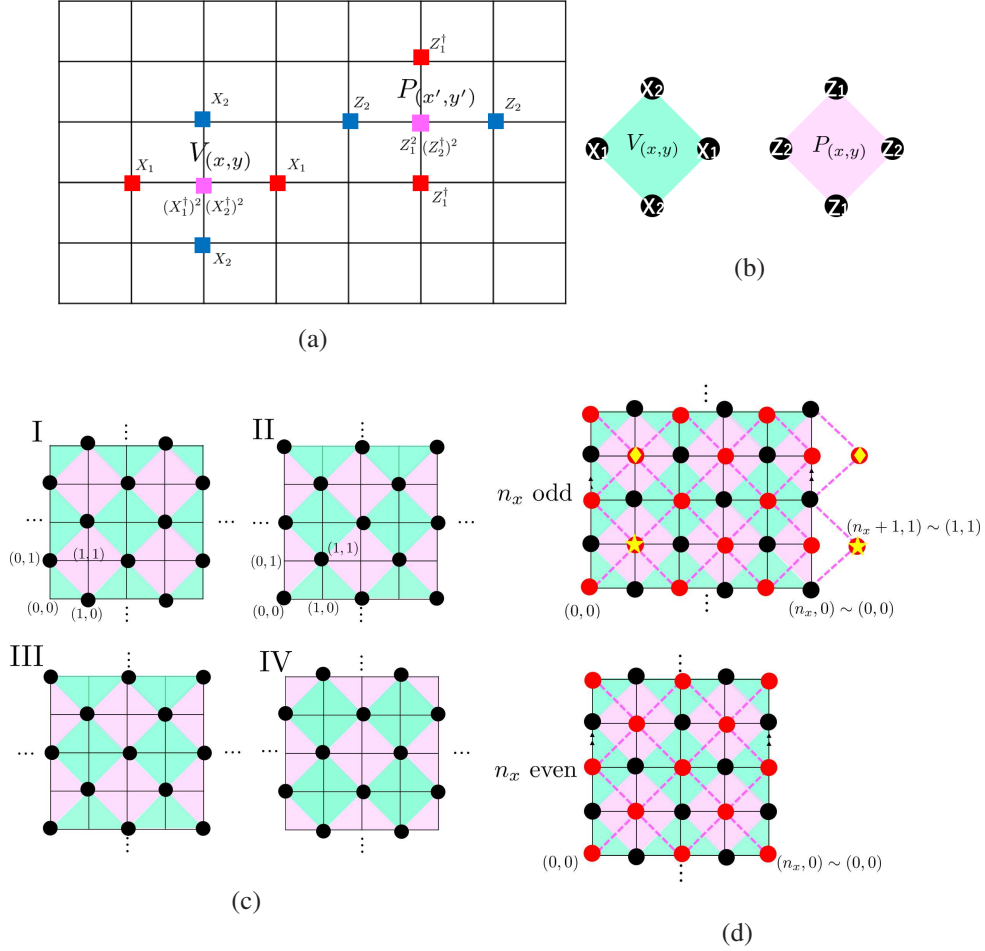 Z_1^†
P_{(x′,y′)}
X_2
Z_2
Z_2
V_{(x,y)}
Z_1^2 (Z_2^†)^2
X_1
X_1
Z_1^†
(X_1^†)^2 (X_2^†)^2
X_2
(a)
X_2
X_1
V_{(x,y)}
X_1
X_2
Z_1
Z_2
P_{(x,y)}
Z_2
Z_1
(b)
I
⋮
...
...
(0,1)
(1,1)
(0,0)
(1,0)
⋮
II
⋮
...
(0,1)
(1,1)
(0,0)
(1,0)
⋮
III
⋮
...
...
⋮
IV
⋮
...
⋮
(c)
⋮
n_x odd
(n_x + 1, 1) ∼ (1, 1)
(0,0)
(n_x, 0) ∼ (0, 0)
⋮
⋮
n_x even
(0,0)
(n_x, 0) ∼ (0, 0)
⋮
(d)